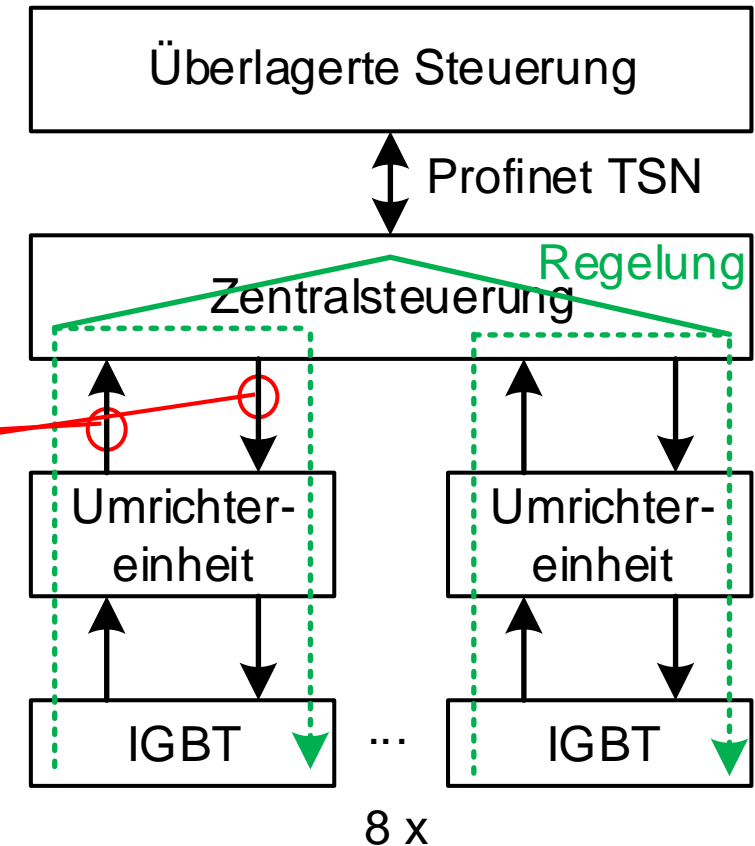 Überlagerte Steuerung
Profinet TSN
Regelung
Zentralsteuerung
Umrichter-
einheit
Umrichter-
einheit
IGBT
...
IGBT
8 x